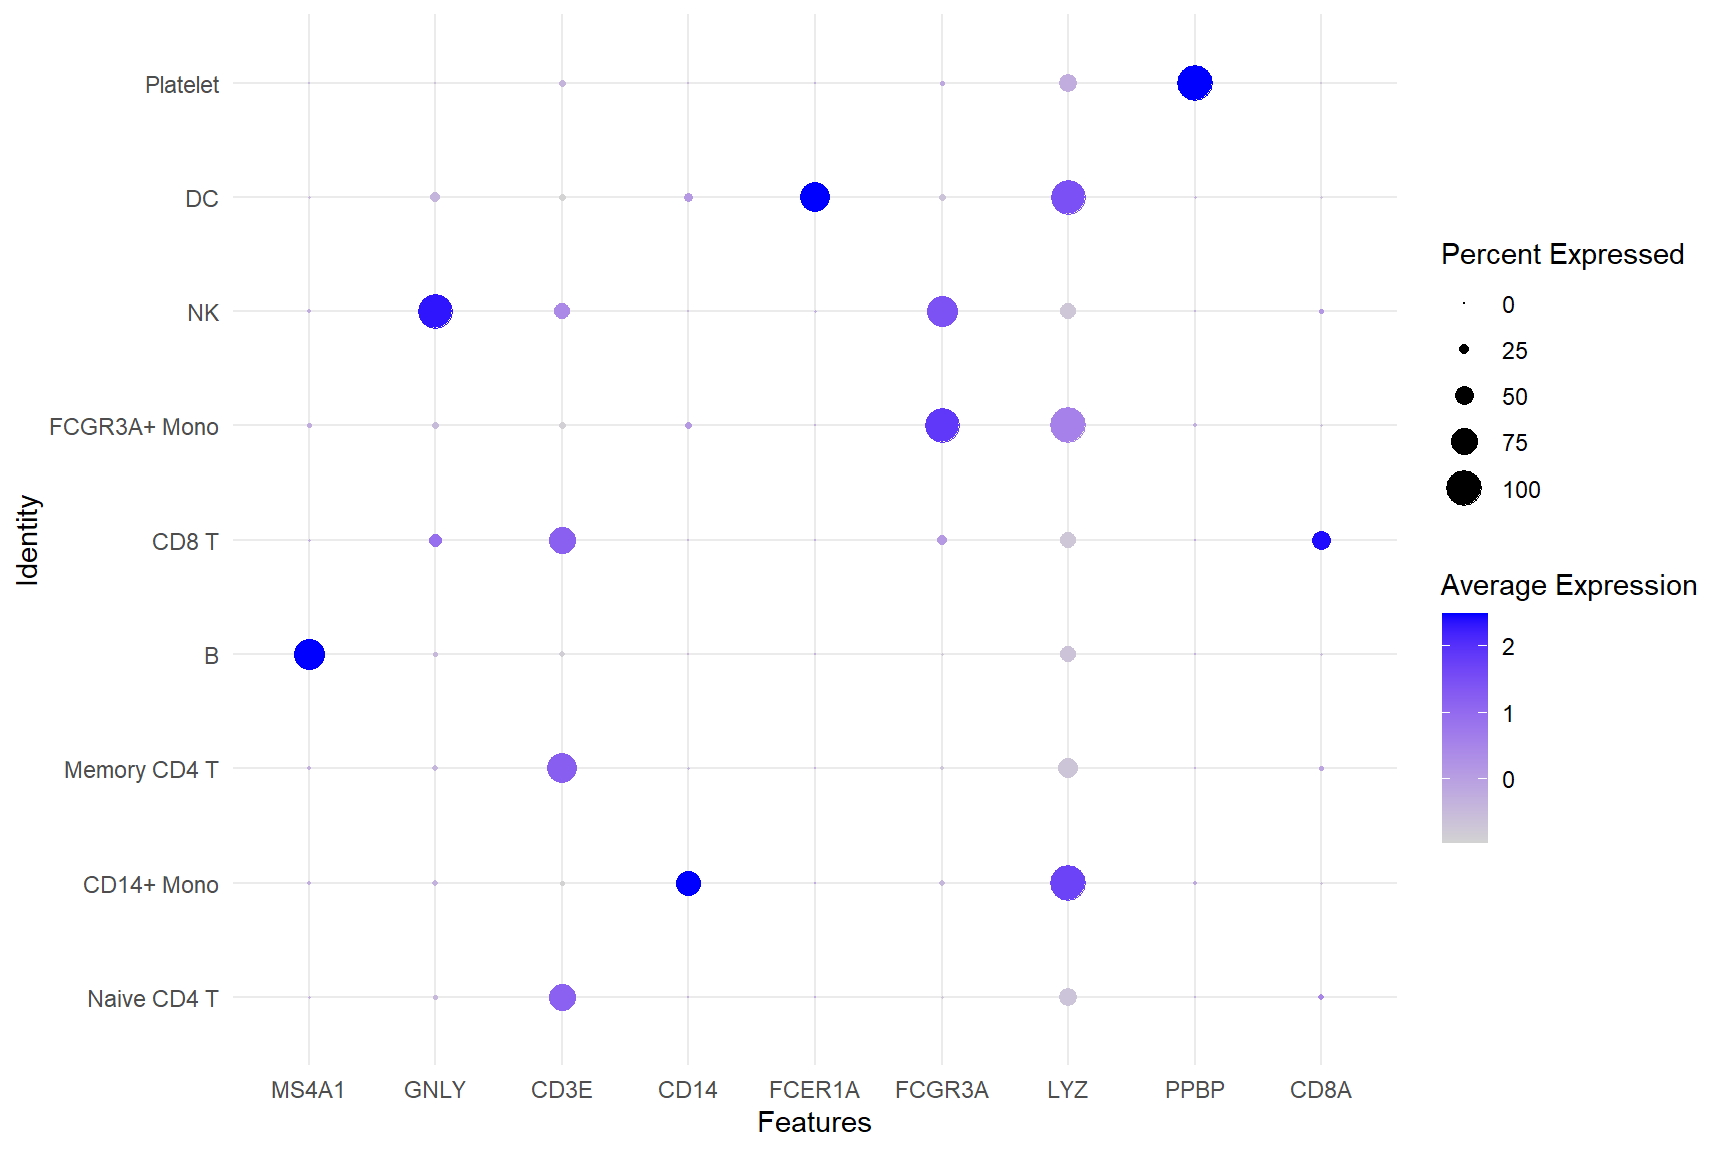 Platelet
DC
NK
FCGR3A+ Mono
CD8 T
B
Memory CD4 T
CD14+ Mono
Naive CD4 T
Identity
MS4A1 GNLY CD3E CD14 FCER1A FCGR3A LYZ PPBP CD8A
Features
Percent Expressed
0
25
50
75
100
Average Expression
2
1
0